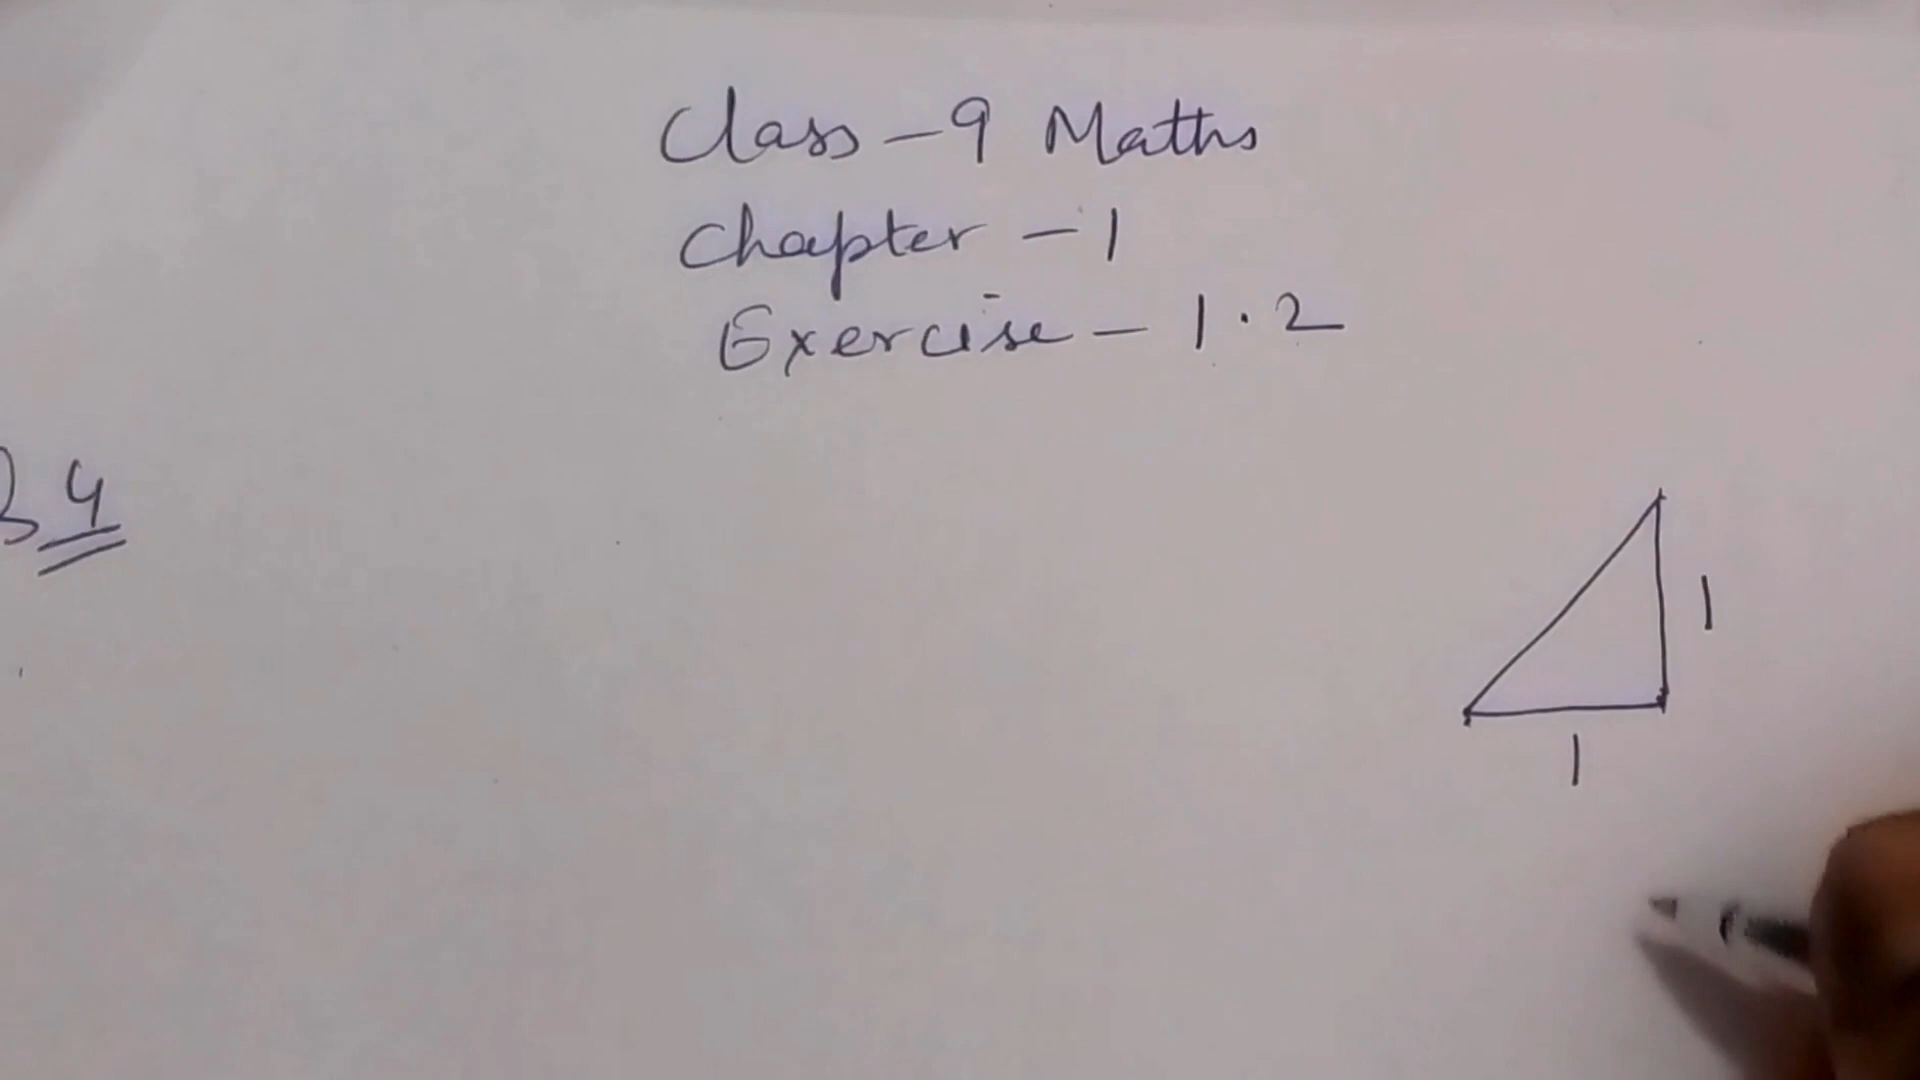 Class - 9 Maths
Chapter - 1
Exercise - 1.2
4
1
1